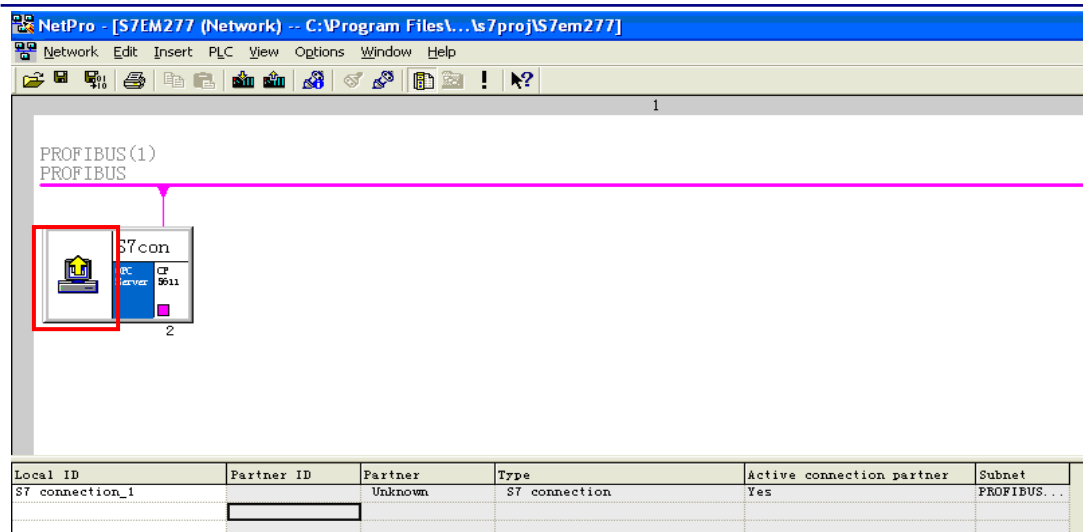 NetPro - [S7EM277 (Network) -- C:\Program Files\...\s7proj\S7em277]
Network Edit Insert PLC View Options Window Help
1
PROFIBUS(1)
PROFIBUS
S7con
OPC Server
CP 5611
2
Local ID Partner ID Partner Type Active connection partner Subnet
S7 connection_1 Unknown S7 connection Yes PROFIBUS...